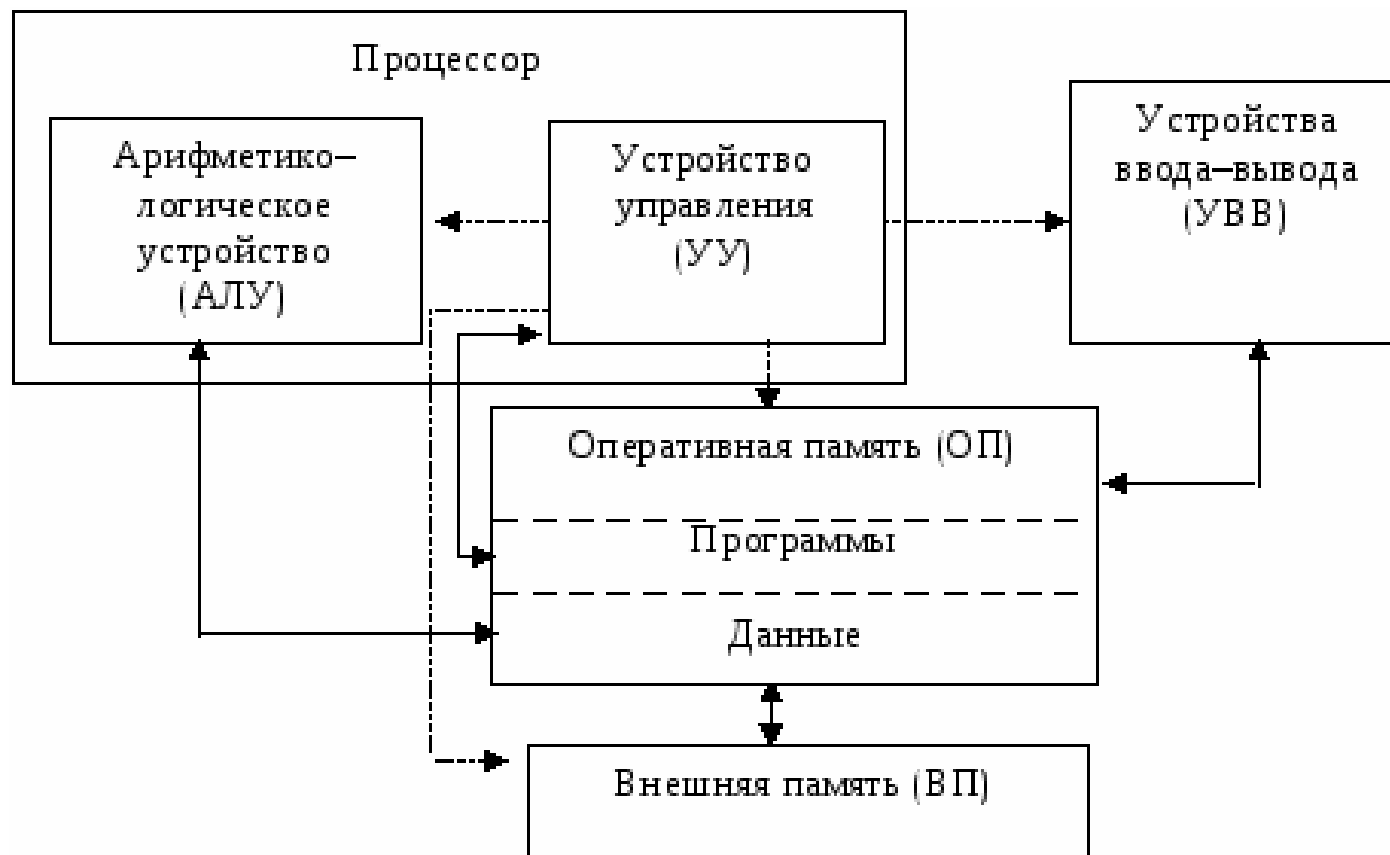 Процессор
Арифметико–
логическое
устройство
(АЛУ)
Устройство
управления
(УУ)
Устройства
ввода–вывода
(УВВ)
Оперативная память (ОП)
Программы
Данные
Внешняя память (ВП)